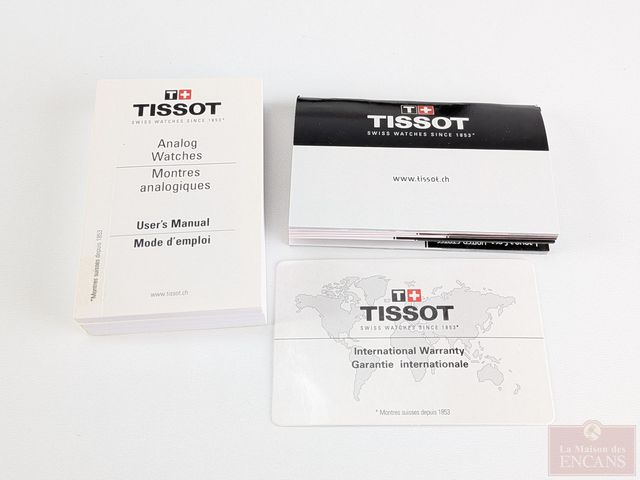 T+
TISSOT
SWISS WATCHES SINCE 1853*
Analog
Watches
Montres
analogiques
User's Manual
Mode d'emploi
*Montres suisses depuis 1853
www.tissot.ch
T+
TISSOT
SWISS WATCHES SINCE 1853*
www.tissot.ch
T+
TISSOT
SWISS WATCHES SINCE 1853*
International Warranty
Garantie internationale
* Montres suisses depuis 1853
La Maison des
ENCANS